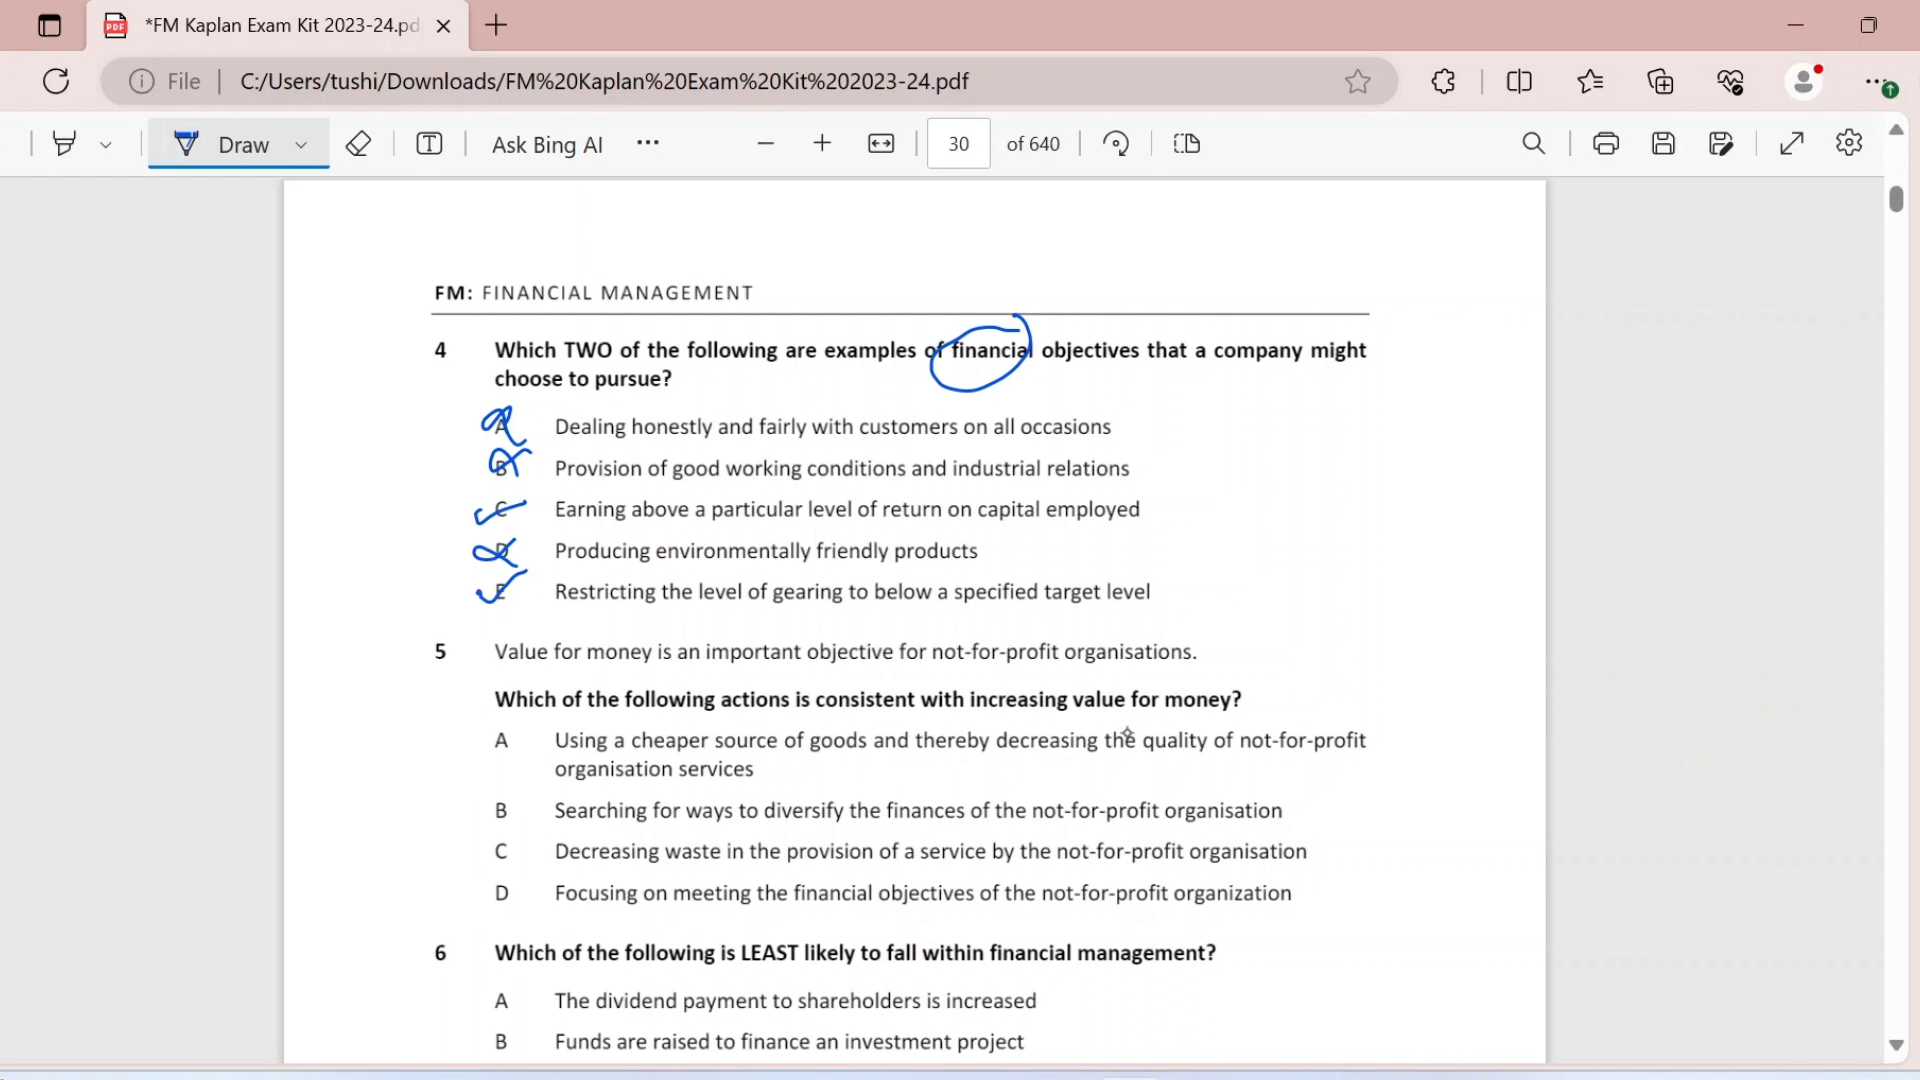 *FM Kaplan Exam Kit 2023-24.pd
File C:/Users/tushi/Downloads/FM%20Kaplan%20Exam%20Kit%202023-24.pdf
Draw Ask Bing AI 30 of 640
FM: FINANCIAL MANAGEMENT
4 Which TWO of the following are examples of financial objectives that a company might
choose to pursue?
A Dealing honestly and fairly with customers on all occasions
B Provision of good working conditions and industrial relations
C Earning above a particular level of return on capital employed
D Producing environmentally friendly products
E Restricting the level of gearing to below a specified target level
5 Value for money is an important objective for not-for-profit organisations.
Which of the following actions is consistent with increasing value for money?
A Using a cheaper source of goods and thereby decreasing the quality of not-for-profit
organisation services
B Searching for ways to diversify the finances of the not-for-profit organisation
C Decreasing waste in the provision of a service by the not-for-profit organisation
D Focusing on meeting the financial objectives of the not-for-profit organization
6 Which of the following is LEAST likely to fall within financial management?
A The dividend payment to shareholders is increased
B Funds are raised to finance an investment project